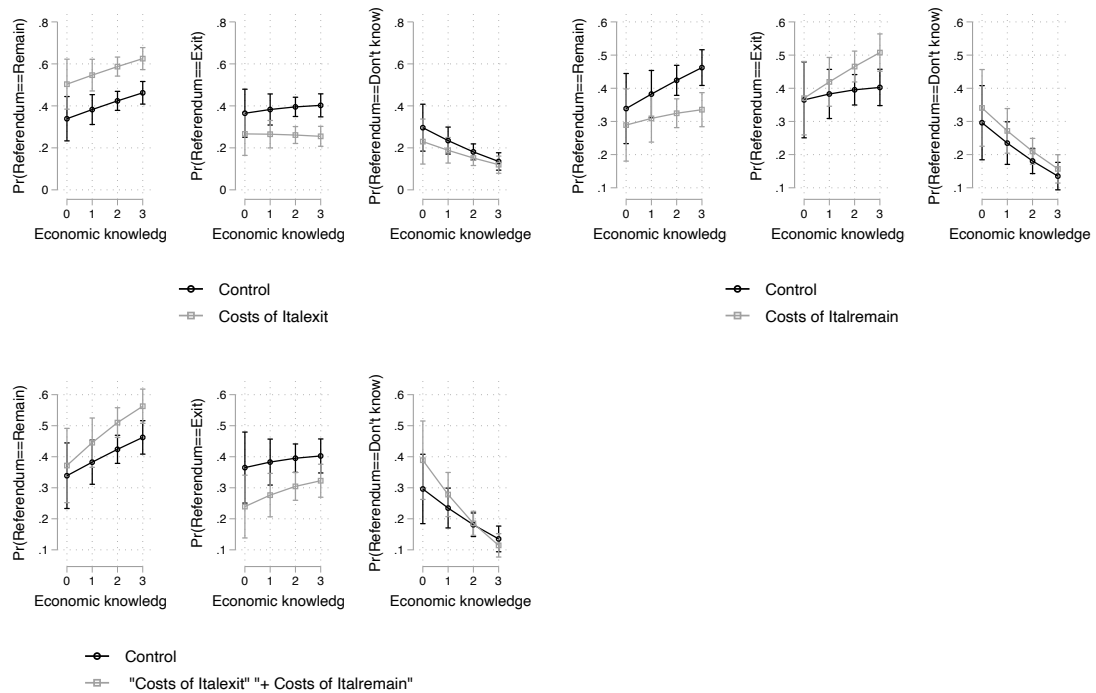 Pr(Referendum==Remain)
.8
.6
.4
.2
0
0 1 2 3
Economic knowledg
Pr(Referendum==Exit)
.8
.6
.4
.2
0
0 1 2 3
Economic knowledg
Pr(Referendum==Don't know)
.8
.6
.4
.2
0
0 1 2 3
Economic knowledge
Control
Costs of Italexit
Pr(Referendum==Remain)
.6
.5
.4
.3
.2
.1
0 1 2 3
Economic knowledg
Pr(Referendum==Exit)
.6
.5
.4
.3
.2
.1
0 1 2 3
Economic knowledg
Pr(Referendum==Don't know)
.6
.5
.4
.3
.2
.1
0 1 2 3
Economic knowledge
Control
Costs of Italremain
Pr(Referendum==Remain)
.6
.5
.4
.3
.2
.1
0 1 2 3
Economic knowledg
Pr(Referendum==Exit)
.6
.5
.4
.3
.2
.1
0 1 2 3
Economic knowledg
Pr(Referendum==Don't know)
.6
.5
.4
.3
.2
.1
0 1 2 3
Economic knowledge
Control
"Costs of Italexit" "+ Costs of Italremain"